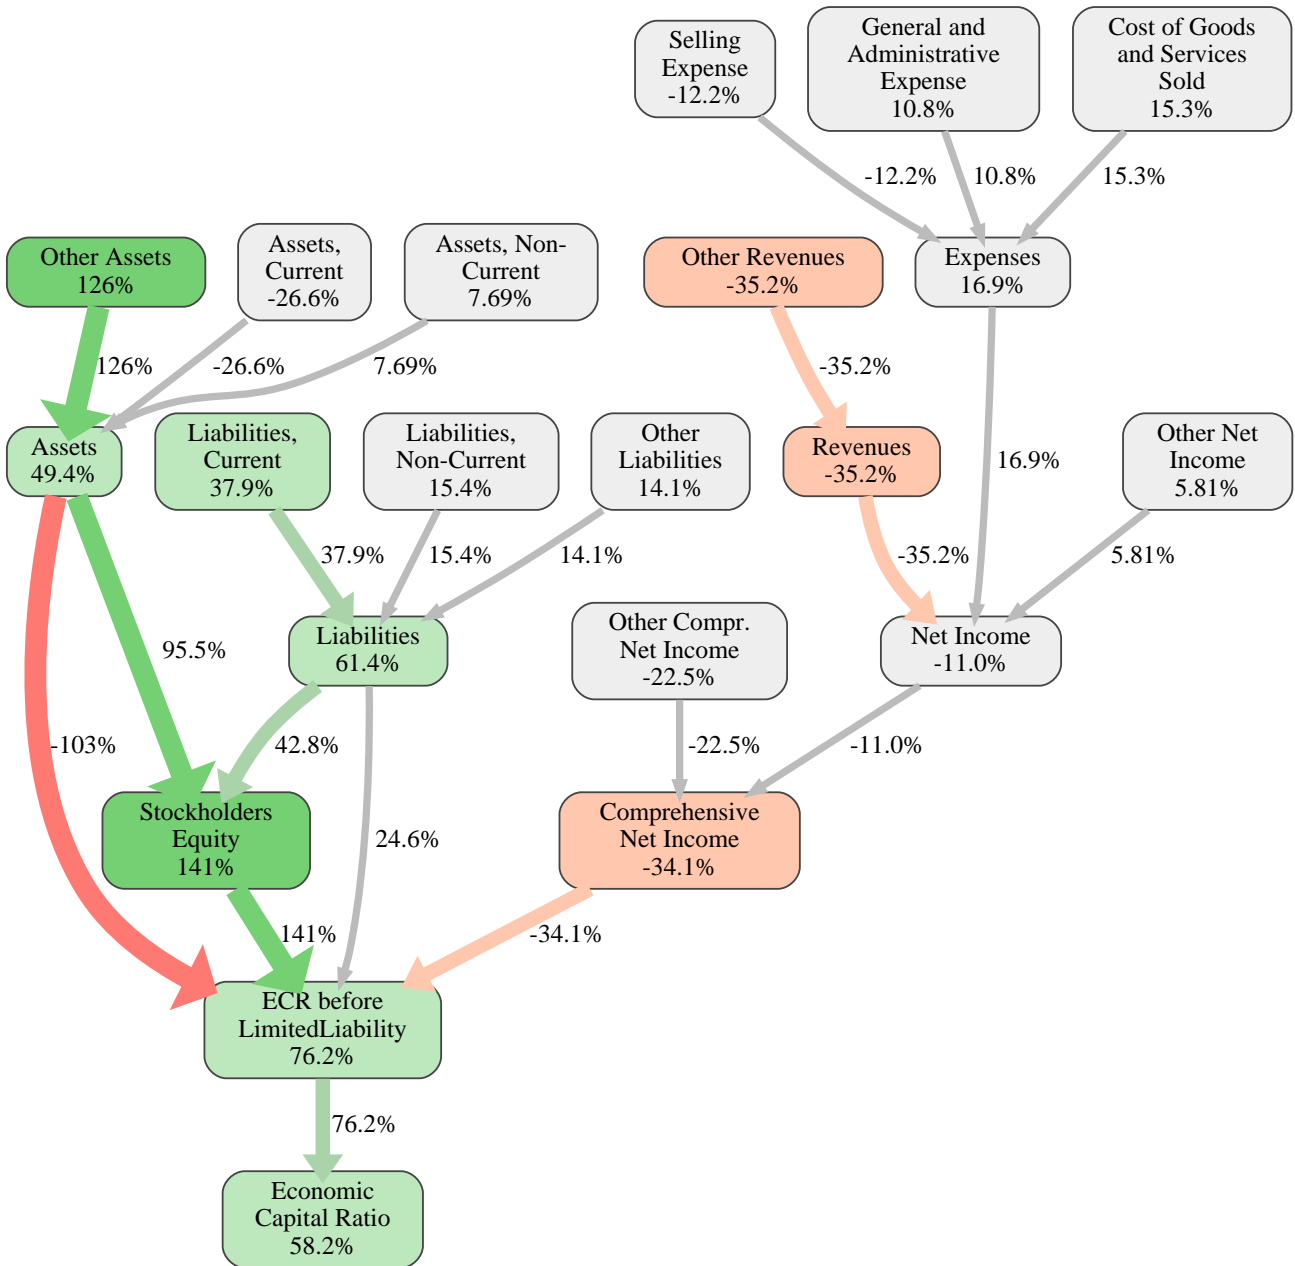 Selling
Expense
-12.2%
General and
Administrative
Expense
10.8%
Cost of Goods
and Services
Sold
15.3%
-12.2%
10.8%
15.3%
Other Assets
126%
Assets,
Current
-26.6%
Assets, Non-
Current
7.69%
Other Revenues
-35.2%
Expenses
16.9%
126%
-26.6%
7.69%
-35.2%
Assets
49.4%
Liabilities,
Current
37.9%
Liabilities,
Non-Current
15.4%
Other
Liabilities
14.1%
Revenues
-35.2%
16.9%
Other Net
Income
5.81%
37.9%
15.4%
14.1%
-35.2%
5.81%
95.5%
Liabilities
61.4%
Other Compr.
Net Income
-22.5%
Net Income
-11.0%
-103%
42.8%
-22.5%
-11.0%
Stockholders
Equity
141%
24.6%
Comprehensive
Net Income
-34.1%
141%
-34.1%
ECR before
LimitedLiability
76.2%
76.2%
Economic
Capital Ratio
58.2%